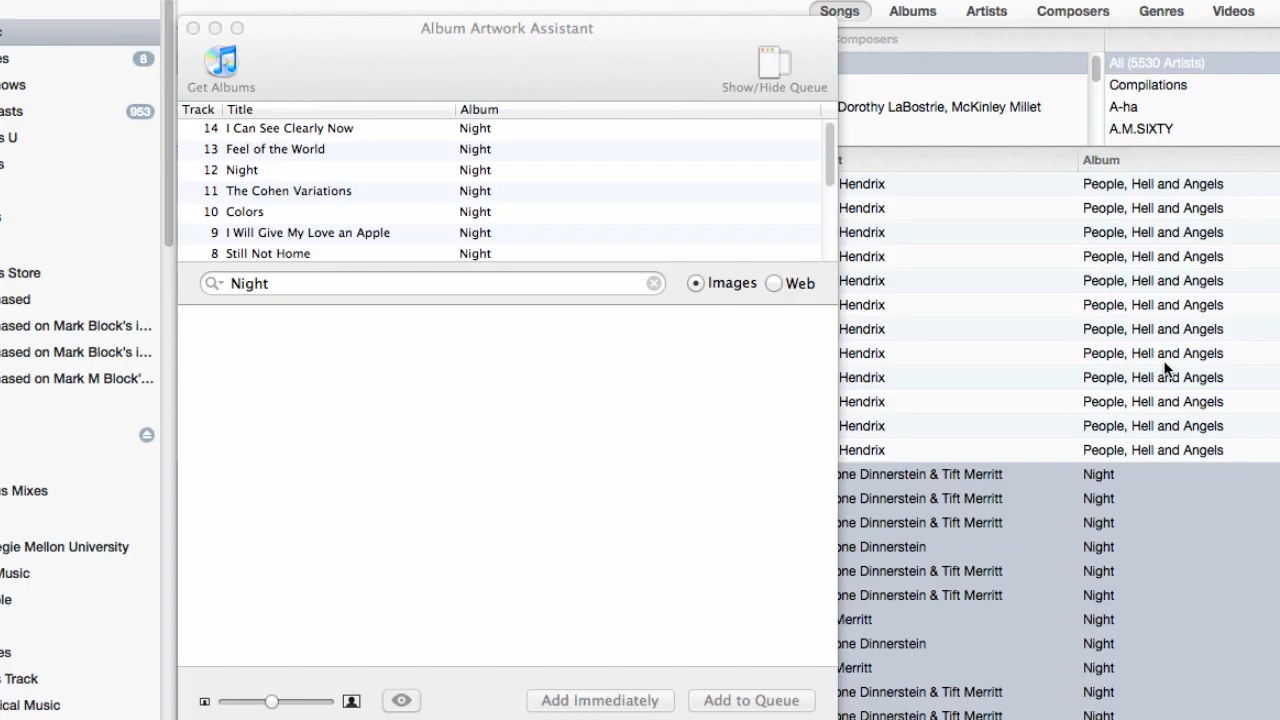 Songs Albums Artists Composers Genres Videos
Album Artwork Assistant
Get Albums
Show/Hide Queue
Track Title Album
14 I Can See Clearly Now Night
13 Feel of the World Night
12 Night Night
11 The Cohen Variations Night
10 Colors Night
9 I Will Give My Love an Apple Night
8 Still Not Home Night
Night
Images Web
Add Immediately
Add to Queue
c
es 8
ows
asts 953
s U
s
s
s Store
ased
ased on Mark Block's i...
ased on Mark Block's i...
ased on Mark M Block'...
us Mixes
egie Mellon University
Music
ple
es
s Track
ical Music
omposers
Dorothy LaBostrie, McKinley Millet
All (5530 Artists)
Compilations
A-ha
A.M.SIXTY
t Album
Hendrix People, Hell and Angels
Hendrix People, Hell and Angels
Hendrix People, Hell and Angels
Hendrix People, Hell and Angels
Hendrix People, Hell and Angels
Hendrix People, Hell and Angels
Hendrix People, Hell and Angels
Hendrix People, Hell and Angels
Hendrix People, Hell and Angels
Hendrix People, Hell and Angels
Hendrix People, Hell and Angels
Hendrix People, Hell and Angels
one Dinnerstein & Tift Merritt Night
one Dinnerstein & Tift Merritt Night
one Dinnerstein & Tift Merritt Night
one Dinnerstein Night
one Dinnerstein & Tift Merritt Night
one Dinnerstein & Tift Merritt Night
Merritt Night
one Dinnerstein Night
Merritt Night
one Dinnerstein & Tift Merritt Night
one Dinnerstein & Tift Merritt Night